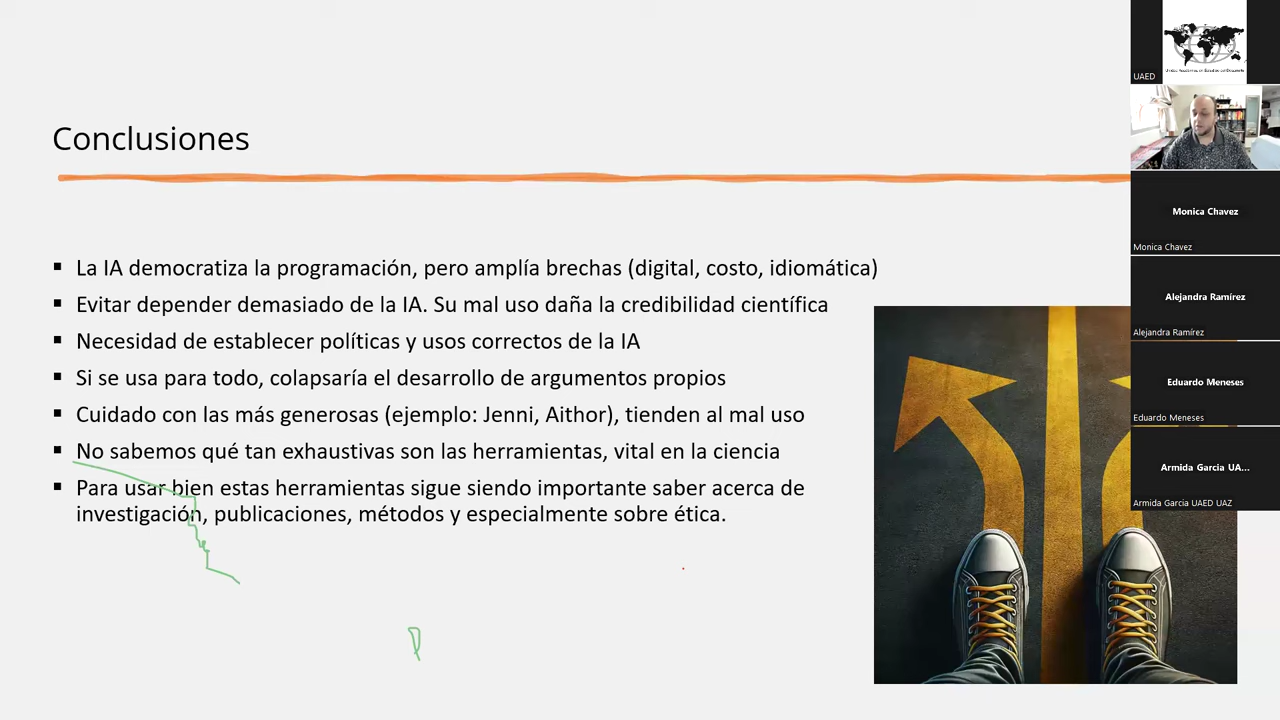 Conclusiones
▪ La IA democratiza la programación, pero amplía brechas (digital, costo, idiomática)
▪ Evitar depender demasiado de la IA. Su mal uso daña la credibilidad científica
▪ Necesidad de establecer políticas y usos correctos de la IA
▪ Si se usa para todo, colapsaría el desarrollo de argumentos propios
▪ Cuidado con las más generosas (ejemplo: Jenni, Aithor), tienden al mal uso
▪ No sabemos qué tan exhaustivas son las herramientas, vital en la ciencia
▪ Para usar bien estas herramientas sigue siendo importante saber acerca de
investigación, publicaciones, métodos y especialmente sobre ética.
UAED
Monica Chavez
Monica Chavez
Alejandra Ramírez
Alejandra Ramírez
Eduardo Meneses
Eduardo Meneses
Armida Garcia UA...
Armida Garcia UAED UAZ